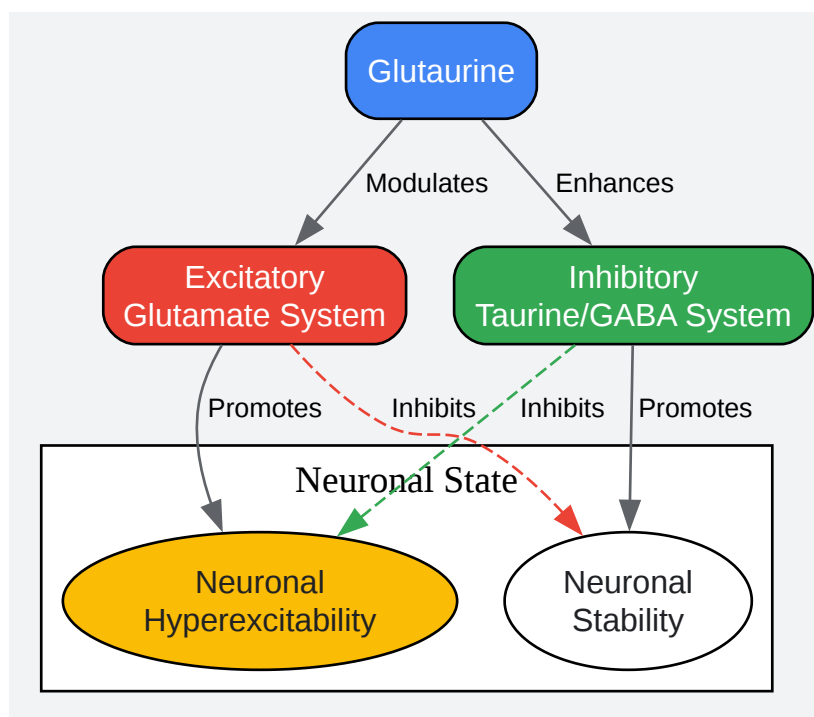 Glutaurine
Modulates
Enhances
Excitatory
Glutamate System
Inhibitory
Taurine/GABA System
Promotes
Inhibits
Inhibits
Promotes
Neuronal State
Neuronal
Hyperexcitability
Neuronal
Stability